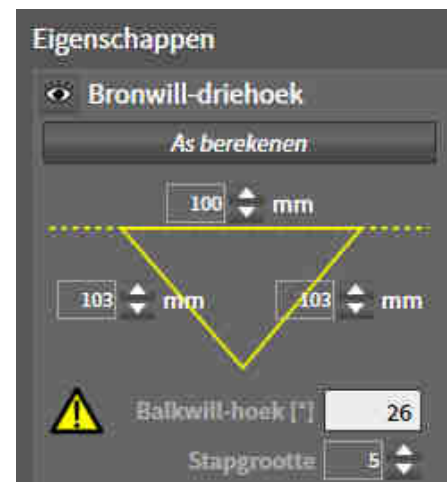 Eigenschappen
Bronwill-driehoek
As berekenen
100 mm
103 mm 103 mm
Balkwill-hoek [°] 26
Stapgrootte 5